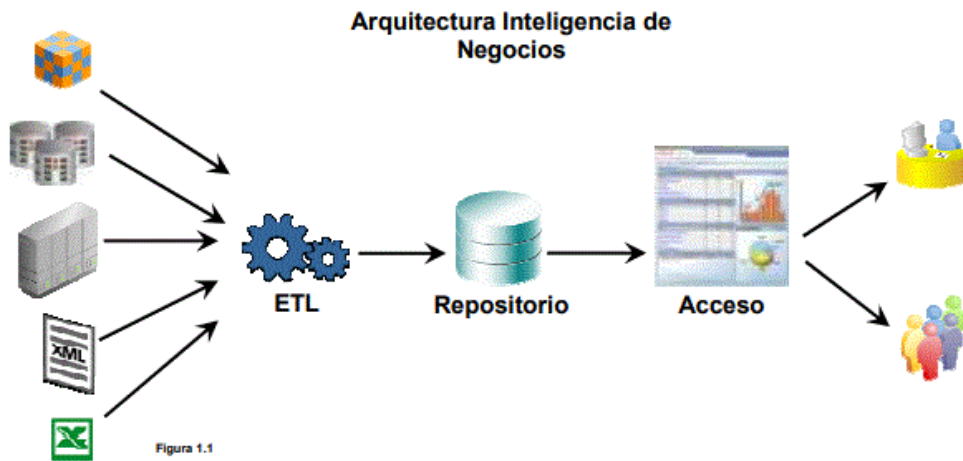 Arquitectura Inteligencia de
Negocios
XML
ETL
Repositorio
Acceso
Figura 1.1